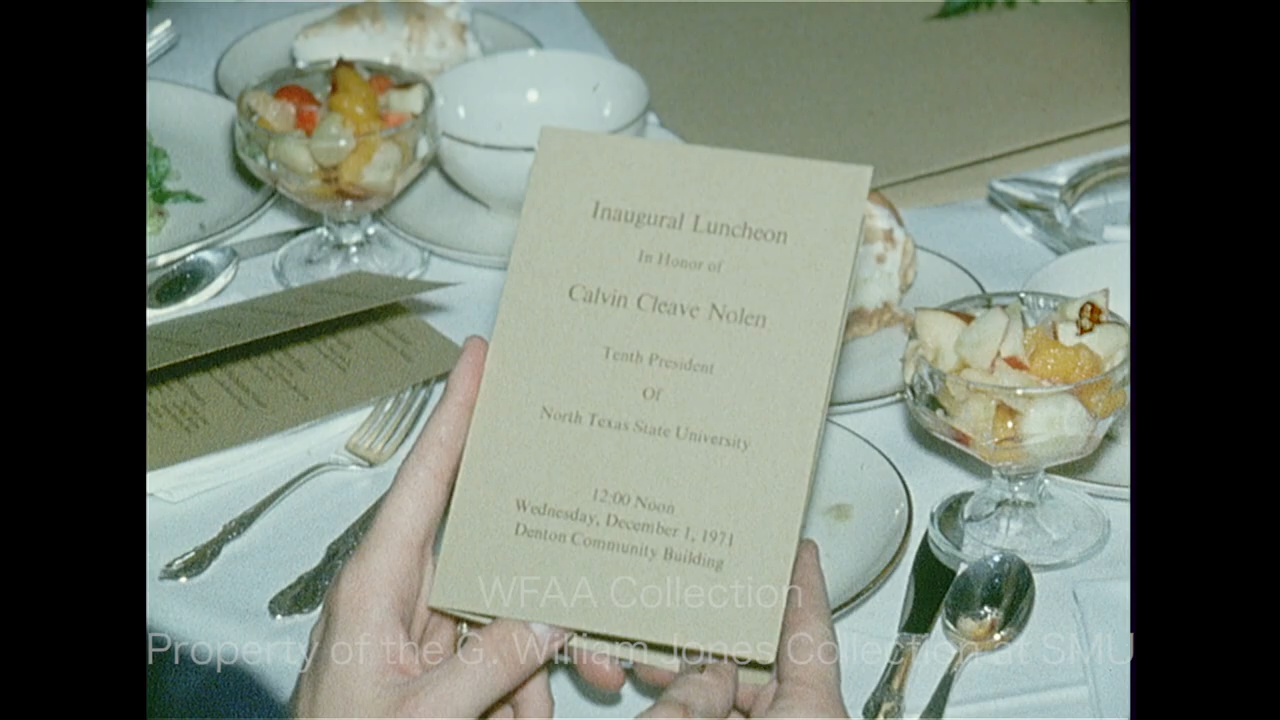 Inaugural Luncheon
In Honor of
Calvin Cleave Nolen
Tenth President
Of
North Texas State University
12:00 Noon
Wednesday, December 1, 1971
Denton Community Building
WFAA Collection
Property of the G. William Jones Collection at SMU